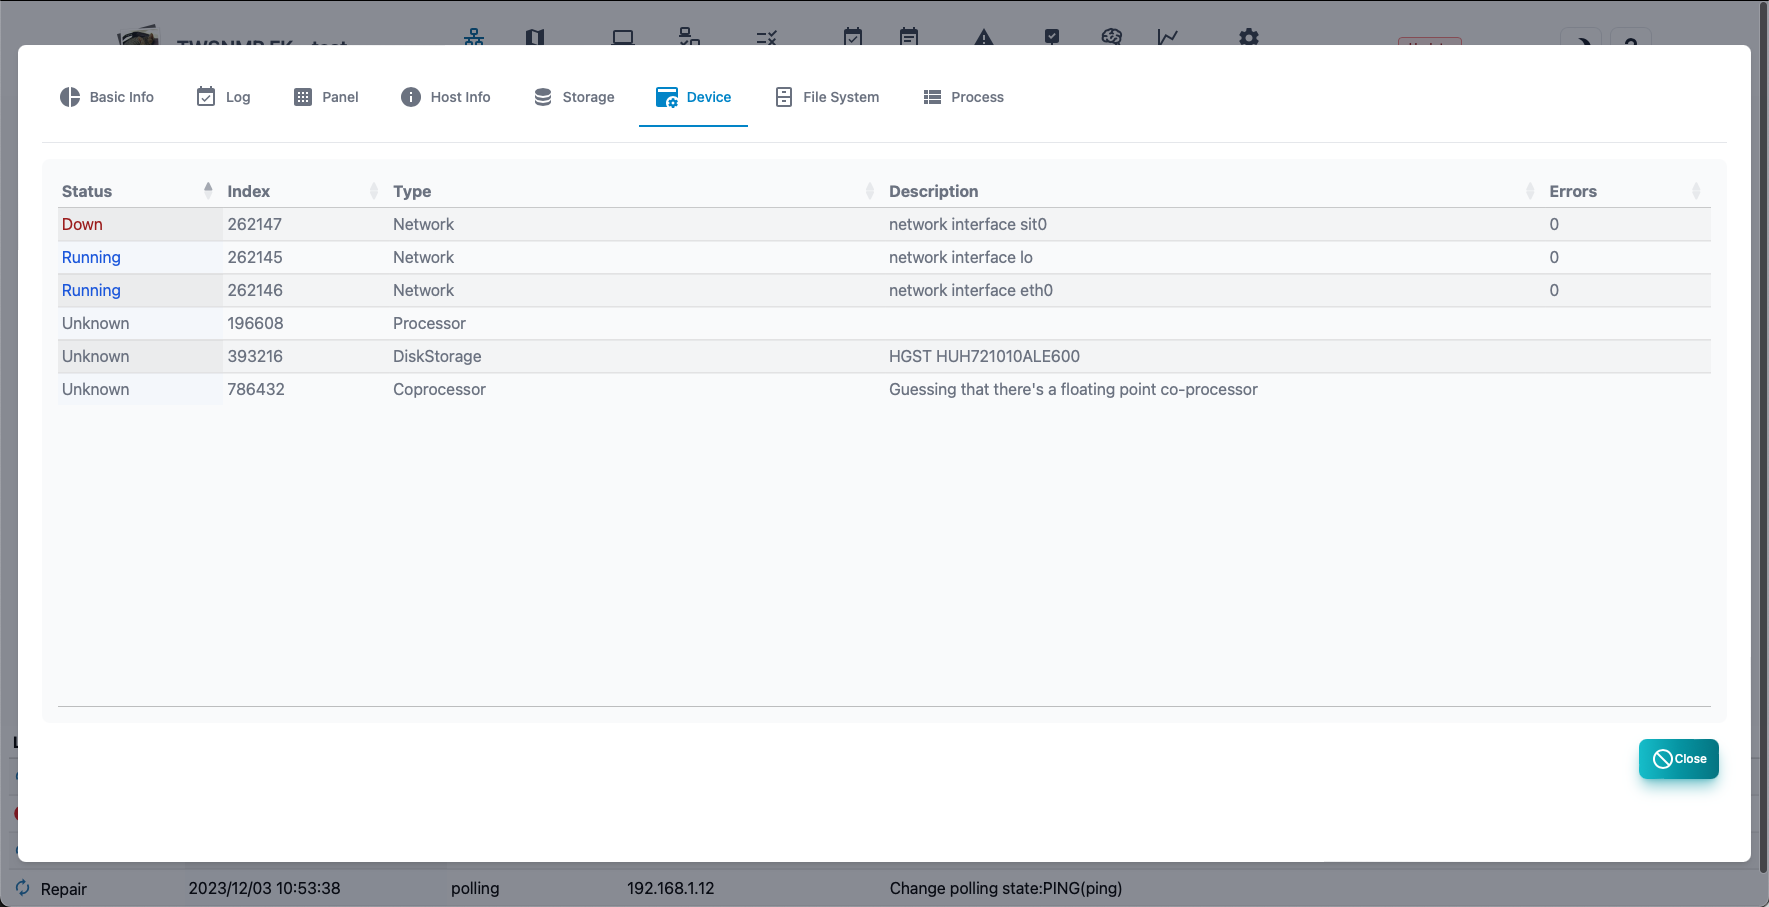 Basic Info Log Panel Host Info Storage Device File System Process
Status Index Type Description Errors
Down 262147 Network network interface sit0 0
Running 262145 Network network interface lo 0
Running 262146 Network network interface eth0 0
Unknown 196608 Processor
Unknown 393216 DiskStorage HGST HUH721010ALE600
Unknown 786432 Coprocessor Guessing that there's a floating point co-processor
Close
Repair 2023/12/03 10:53:38 polling 192.168.1.12 Change polling state:PING(ping)